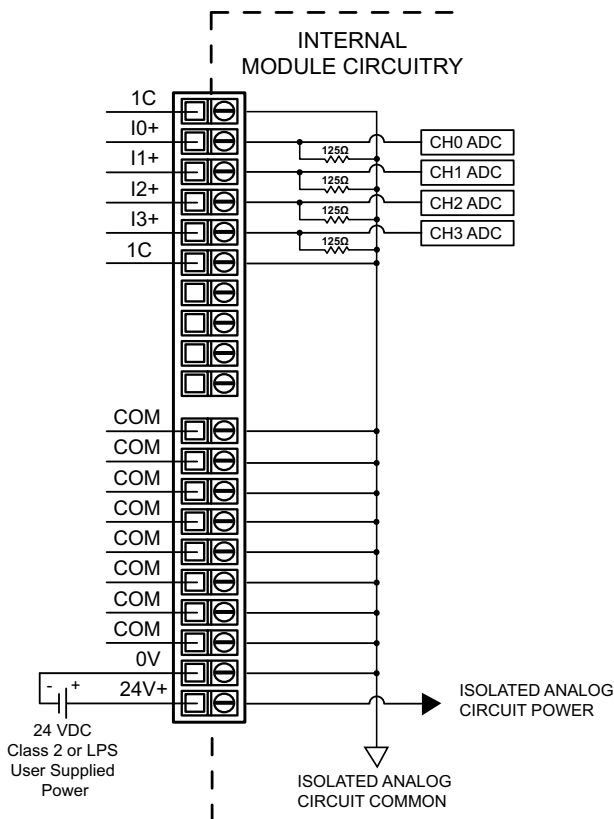 INTERNAL
MODULE CIRCUITRY
1C
I0+
I1+
I2+
I3+
1C
125Ω
125Ω
125Ω
125Ω
CH0 ADC
CH1 ADC
CH2 ADC
CH3 ADC
COM
COM
COM
COM
COM
COM
COM
COM
0V
24V+
- +
24 VDC
Class 2 or LPS
User Supplied
Power
ISOLATED ANALOG
CIRCUIT POWER
ISOLATED ANALOG
CIRCUIT COMMON